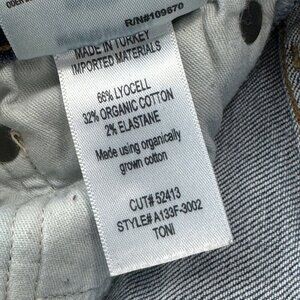 R/N#109570
MADE IN TURKEY
IMPORTED MATERIALS
66% LYOCELL
32% ORGANIC COTTON
2% ELASTANE
Made using organically
grown cotton
CUT# 52413
STYLE# A133F-3002
TONI